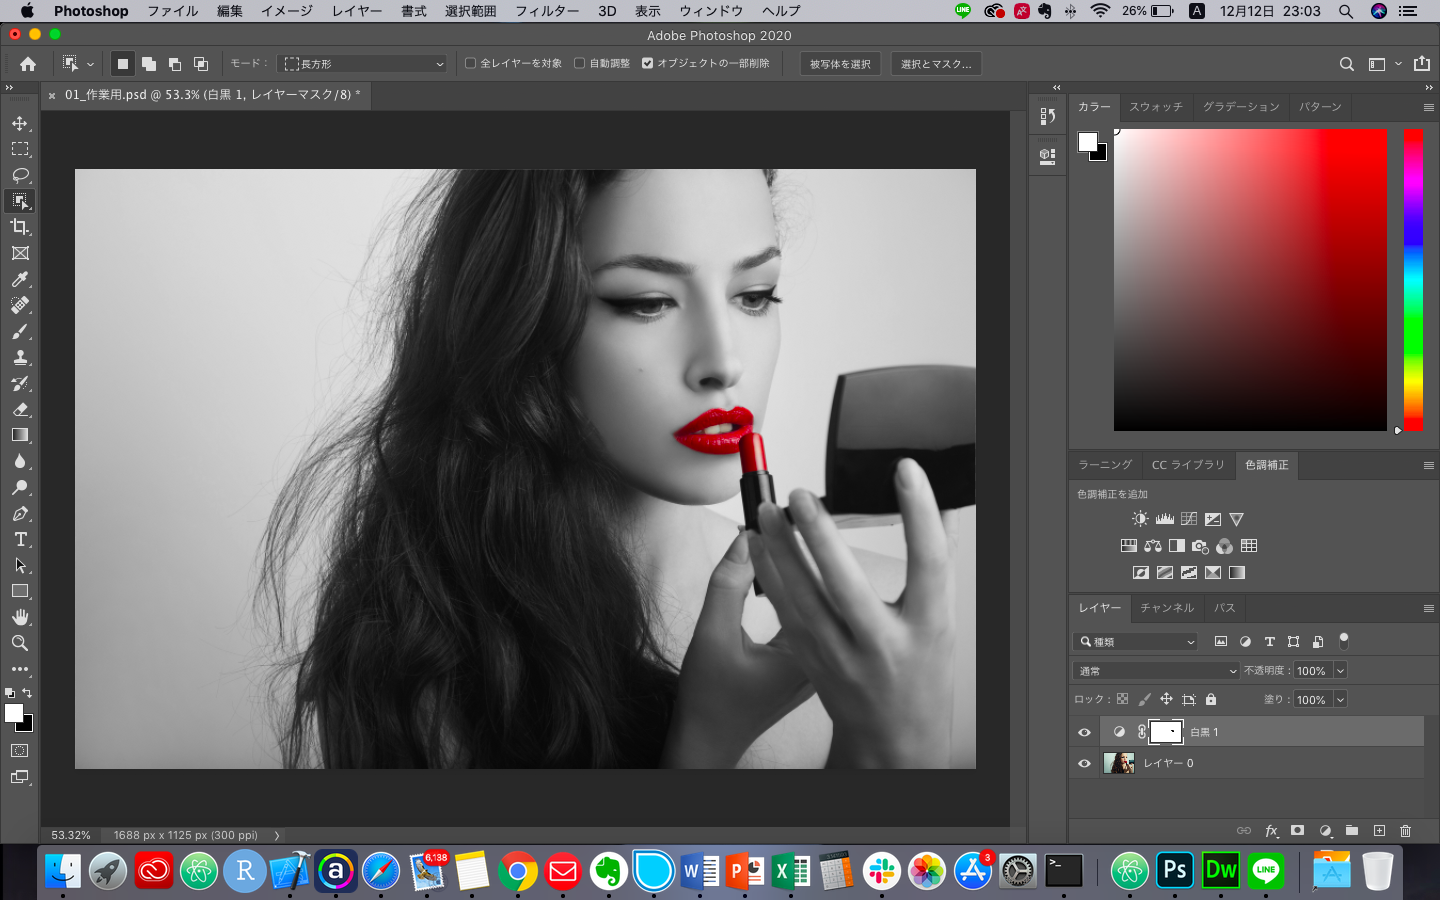 Photoshop ファイル 編集 イメージ レイヤー 書式 選択範囲 フィルター 3D 表示 ウィンドウ ヘルプ LINE 26% A 12月12日 23:03
Adobe Photoshop 2020
モード : 長方形 全レイヤーを対象 自動調整 オブジェクトの一部削除 被写体を選択 選択とマスク...
01_作業用.psd @ 53.3% (白黒 1, レイヤーマスク/8) *
カラー スウォッチ グラデーション パターン
ラーニング CC ライブラリ 色調補正
色調補正を追加
レイヤー チャンネル パス
種類
通常 不透明度 : 100%
ロック : 塗り : 100%
白黒 1
レイヤー 0
fx
53.32% 1688 px x 1125 px (300 ppi)
R a 6,138 W P X 3 >_ Ps Dw LINE